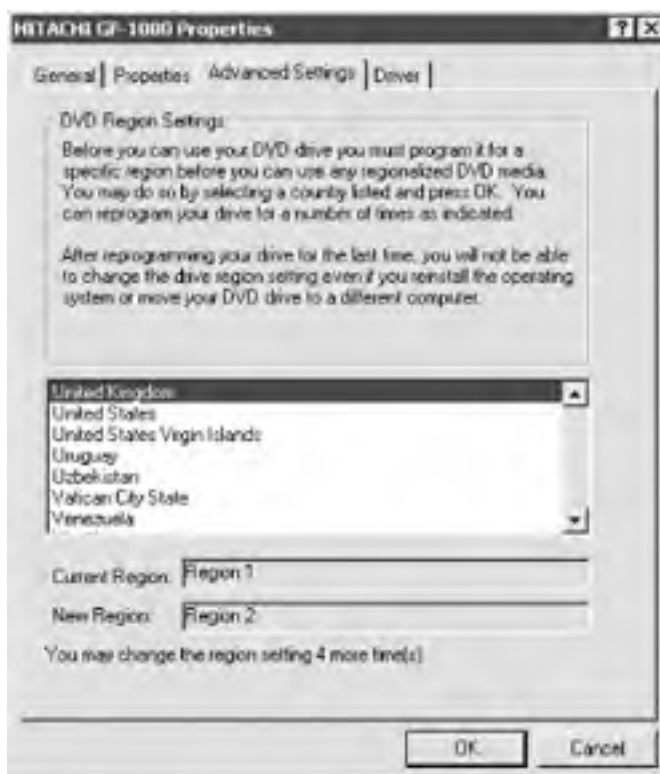 HITACHI GF-1000 Properties
General Properties Advanced Settings Driver
DVD Region Settings
Before you can use your DVD drive you must program it for a
specific region before you can use any regionalized DVD media.
You may do so by selecting a country listed and press OK. You
can reprogram your drive for a number of times as indicated.
After reprogramming your drive for the last time, you will not be able
to change the drive region setting even if you reinstall the operating
system or move your DVD drive to a different computer.
United Kingdom
United States
United States Virgin Islands
Uruguay
Uzbekistan
Vatican City State
Venezuela
Current Region: Region 1
New Region: Region 2
You may change the region setting 4 more time(s)
OK Cancel